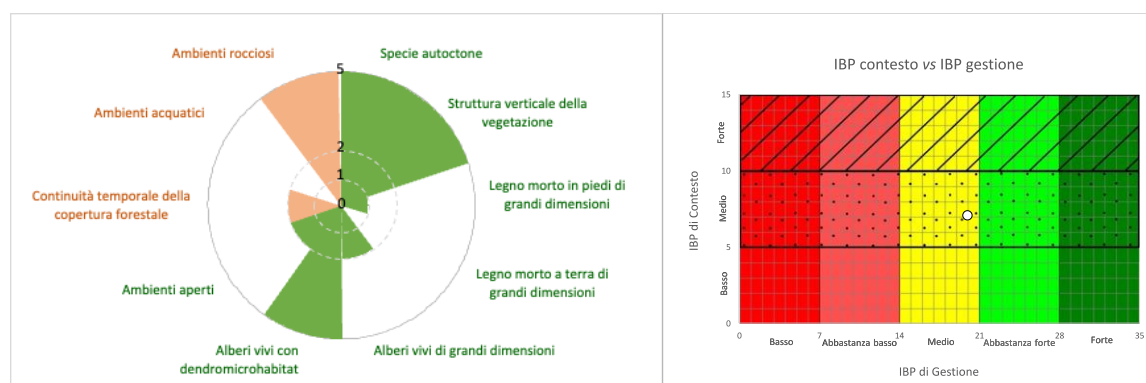 Ambienti rocciosi
Specie autoctone
5
Struttura verticale della
vegetazione
Ambienti acquatici
2
1
0
Continuità temporale della
copertura forestale
Legno morto in piedi di
grandi dimensioni
Legno morto a terra di
grandi dimensioni
Ambienti aperti
Alberi vivi con
dendromicrohabitat
Alberi vivi di grandi dimensioni
IBP contesto vs IBP gestione
IBP di Contesto
15
Forte
10
Medio
5
Basso
0
0
7
14
21
28
35
Basso
Abbastanza basso
Medio
Abbastanza forte
Forte
IBP di Gestione